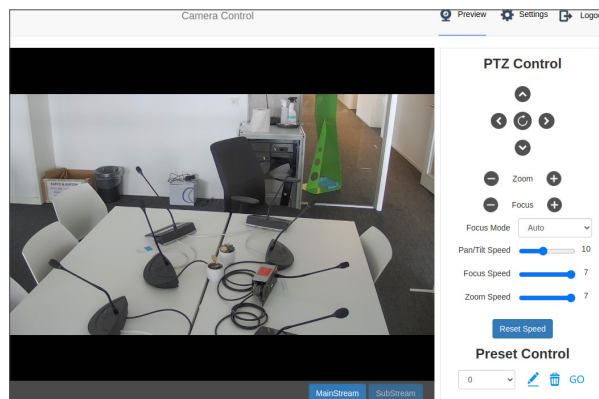 Camera Control
Preview
Settings
Logout
PTZ Control
Zoom
Focus
Focus Mode
Auto
Pan/Tilt Speed
10
Focus Speed
7
Zoom Speed
7
Reset Speed
Preset Control
0
GO
MainStream
SubStream